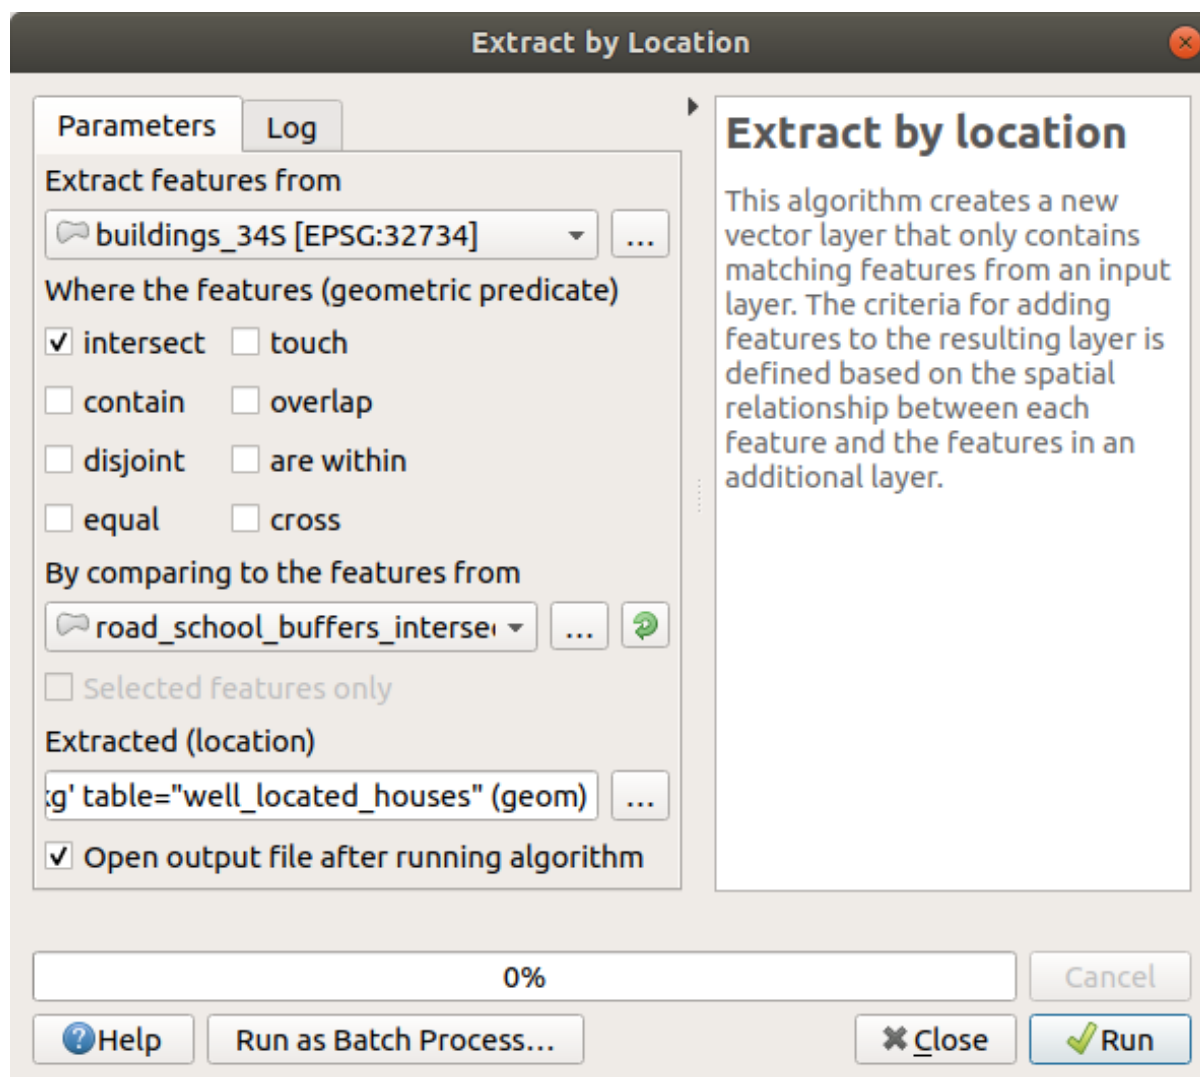 Extract by Location
Parameters
Log
Extract features from
buildings_34S [EPSG:32734]
...
Where the features (geometric predicate)
intersect
touch
contain
overlap
disjoint
are within
equal
cross
By comparing to the features from
road_school_buffers_interse
...
Selected features only
Extracted (location)
g' table="well_located_houses" (geom)
...
Open output file after running algorithm
Extract by location
This algorithm creates a new
vector layer that only contains
matching features from an input
layer. The criteria for adding
features to the resulting layer is
defined based on the spatial
relationship between each
feature and the features in an
additional layer.
0%
Cancel
Help
Run as Batch Process...
Close
Run